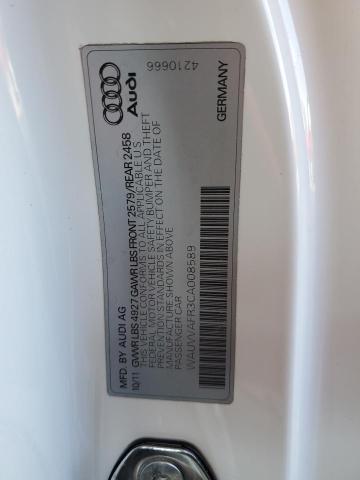 MFD. BY AUDI AG
10/11 GVWR LBS 4927 GAWR LBS FRONT 2579/REAR 2458
THIS VEHICLE CONFORMS TO ALL APPLICABLE U S
FEDERAL MOTOR VEHICLE SAFETY BUMPER AND THEFT
PREVENTION STANDARDS IN EFFECT ON THE DATE OF
MANUFACTURE SHOWN ABOVE
PASSENGER CAR
WAUWAFR3CA008589
Audi
4210666
GERMANY